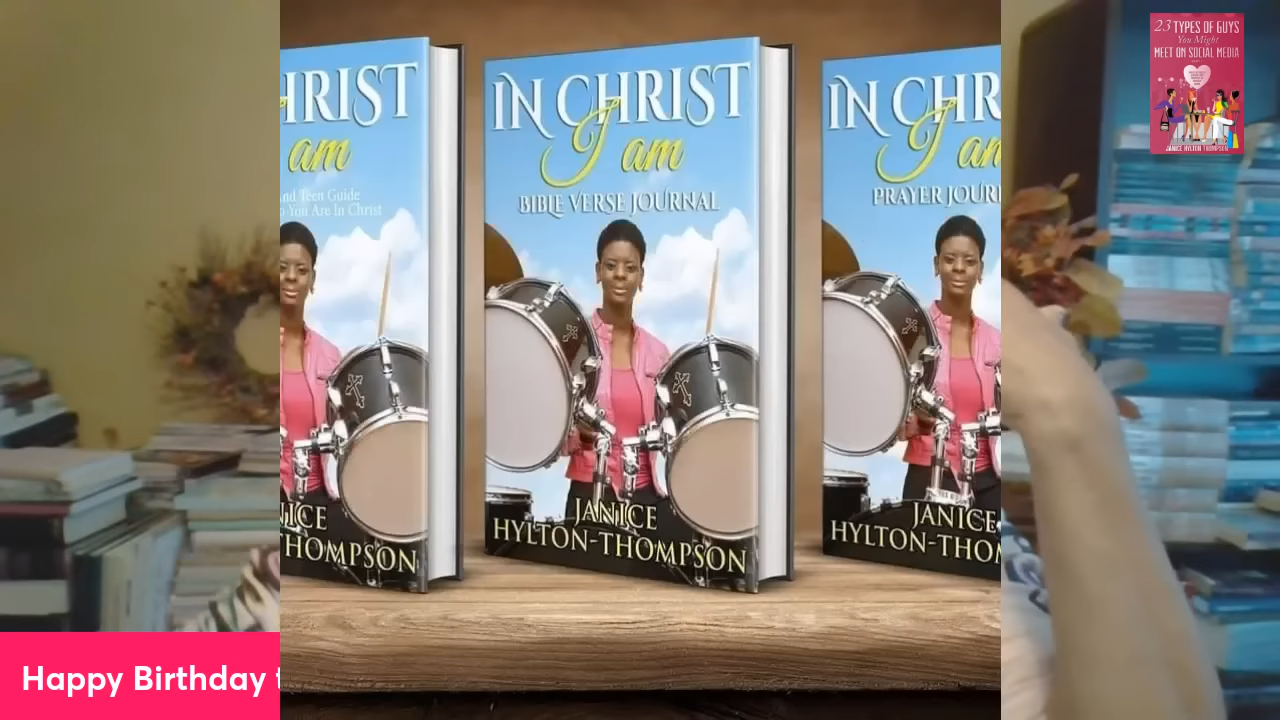 HRIST
am
nd Teen Guide
o You Are In Christ
NICE
THOMPSON
IN CHRIST
I am
BIBLE VERSE JOURNAL
JANICE
HYLTON-THOMPSON
IN CHR
I am
PRAYER JOUR
JANICE
HYLTON-THOM
23 TYPES OF GUYS
You Might
MEET ON SOCIAL MEDIA
JANICE HYLTON THOMPSON
Happy Birthday t